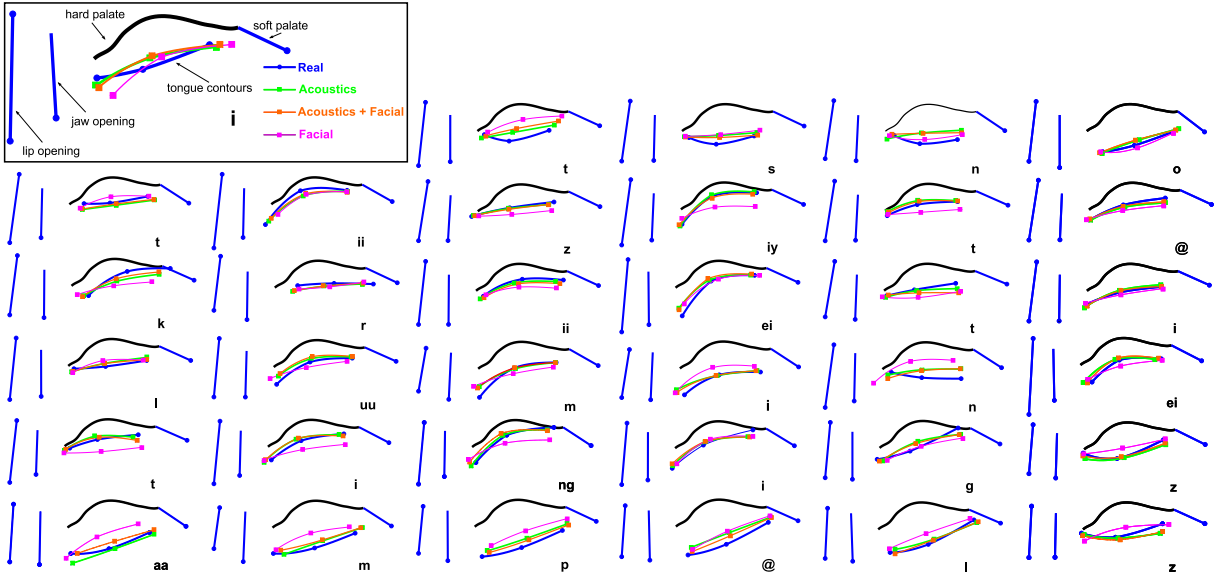 hard palate
soft palate
Real
tongue contours
Acoustics
jaw opening
Acoustics + Facial
i
Facial
lip opening
t s n o
t ii z iy t @
k r ii ei t i
l uu m i n ei
t i ng i g z
aa m p @ l z